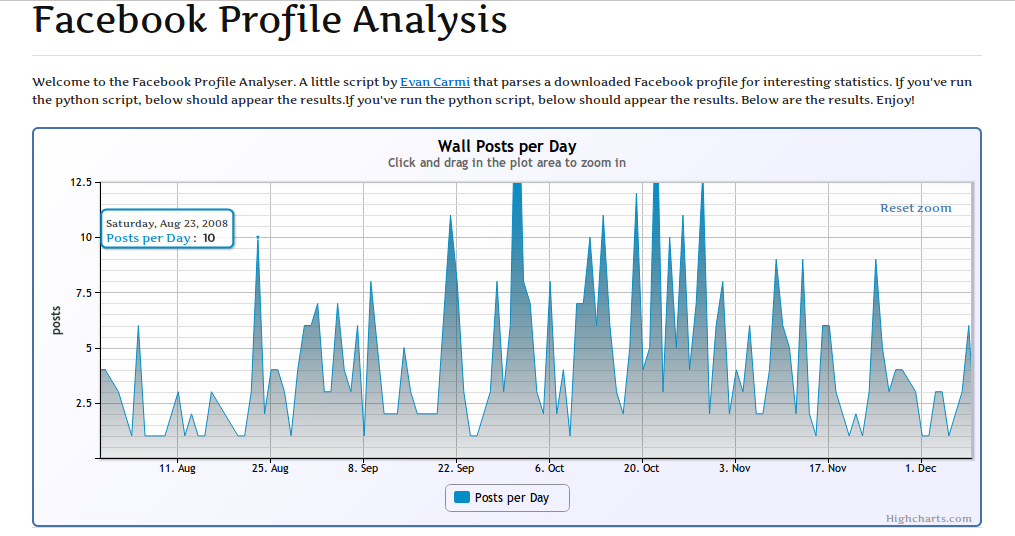 Facebook Profile Analysis
Welcome to the Facebook Profile Analyser. A little script by Evan Carmi that parses a downloaded Facebook profile for interesting statistics. If you've run
the python script, below should appear the results.If you've run the python script, below should appear the results. Below are the results. Enjoy!
Wall Posts per Day
Click and drag in the plot area to zoom in
12.5
Reset zoom
Saturday, Aug 23, 2008
Posts per Day: 10
10
7.5
posts
5
2.5
11. Aug 25. Aug 8. Sep 22. Sep 6. Oct 20. Oct 3. Nov 17. Nov 1. Dec
Posts per Day
Highcharts.com